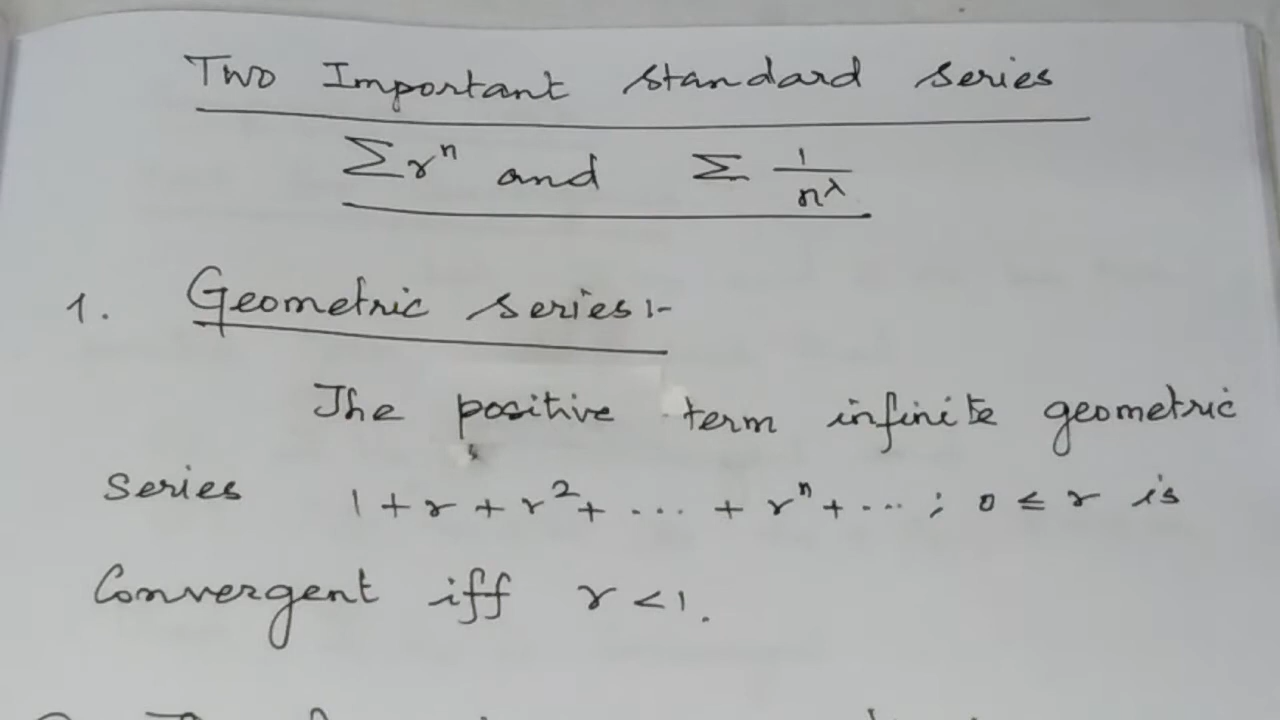 Two Important standard series
Σrⁿ and Σ 1/n^λ
1. Geometric series :-
The positive term infinite geometric
series 1 + r + r² + ... + rⁿ + ... ; 0 ≤ r is
Convergent iff r < 1.